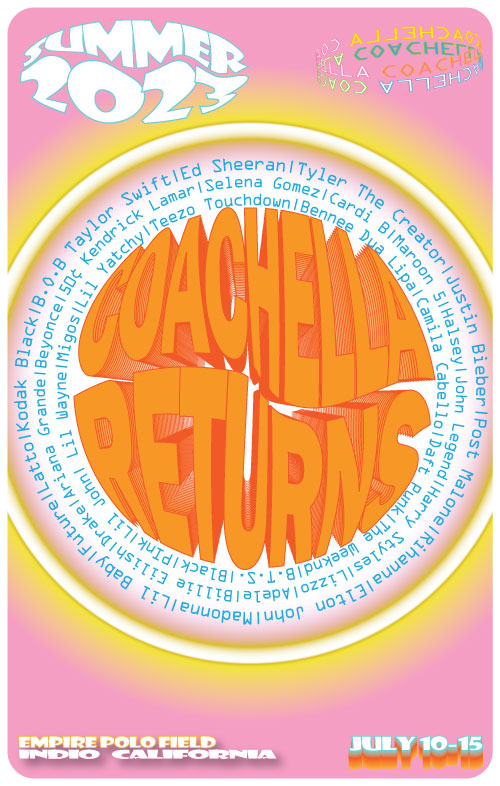 SUMMER
2023
COACHELLA
COACHELLA
COACHELLA
B.O.B Taylor Swift|Ed Sheeran|Tyler The Creator|Justin Bieber|Post Malone Rihanna|Elton John|Madonna|Lil Baby|Future|Latto|Kodak Black|
50¢ Kendrick Lamar|Selena Gomez|Cardi B|Maroon 5|Halsey|John Legend|Harry Styles|Lizzo|Adele|Billie Eilish|Drake|Ariana Grande|Beyonce|
Lil Yatchy|Teezo Touchdown|Bennee Dua Lipa|Camila Cabello|Daft Punk|The Weeknd|B.T.S.|Black|Pink|Lil John| Lil Wayne|Migos|
COACHELLA
RETURNS
EMPIRE POLO FIELD
INDIO CALIFORNIA
JULY 10-15